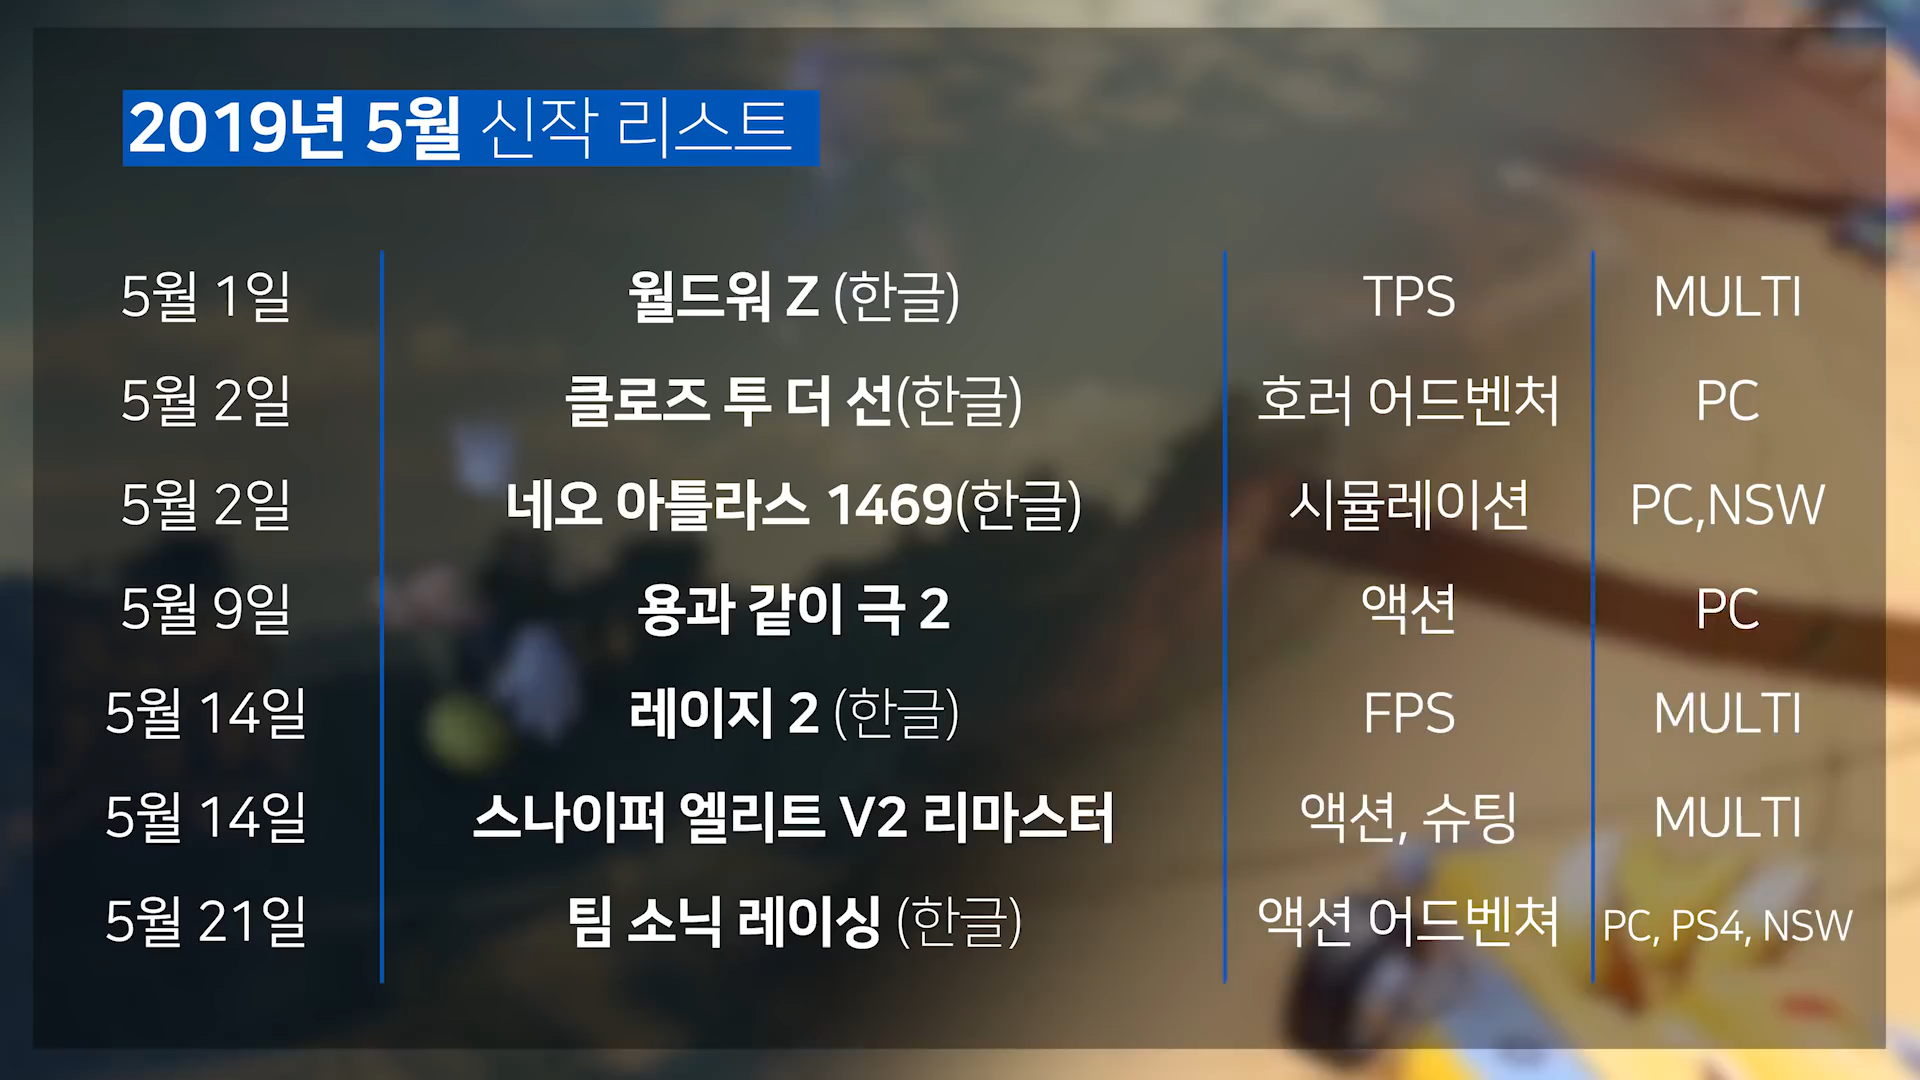 2019년 5월 신작 리스트
5월 1일 월드워 Z (한글) TPS MULTI
5월 2일 클로즈 투 더 선(한글) 호러 어드벤처 PC
5월 2일 네오 아틀라스 1469(한글) 시뮬레이션 PC,NSW
5월 9일 용과 같이 극 2 액션 PC
5월 14일 레이지 2 (한글) FPS MULTI
5월 14일 스나이퍼 엘리트 V2 리마스터 액션, 슈팅 MULTI
5월 21일 팀 소닉 레이싱 (한글) 액션 어드벤쳐 PC, PS4, NSW